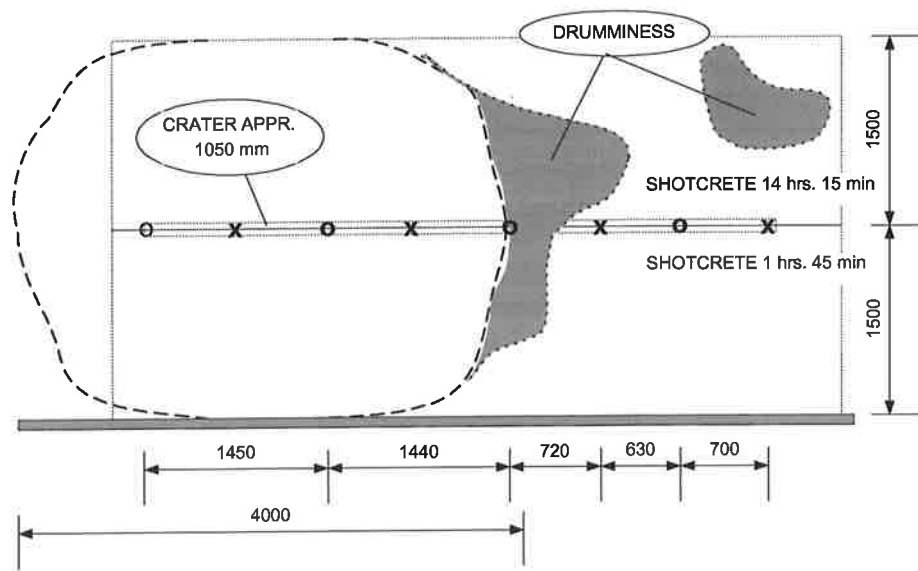 DRUMMINESS
CRATER APPR.
1050 mm
1500
SHOTCRETE 14 hrs. 15 min
O X O X O X O X
SHOTCRETE 1 hrs. 45 min
1500
1450 1440 720 630 700
4000